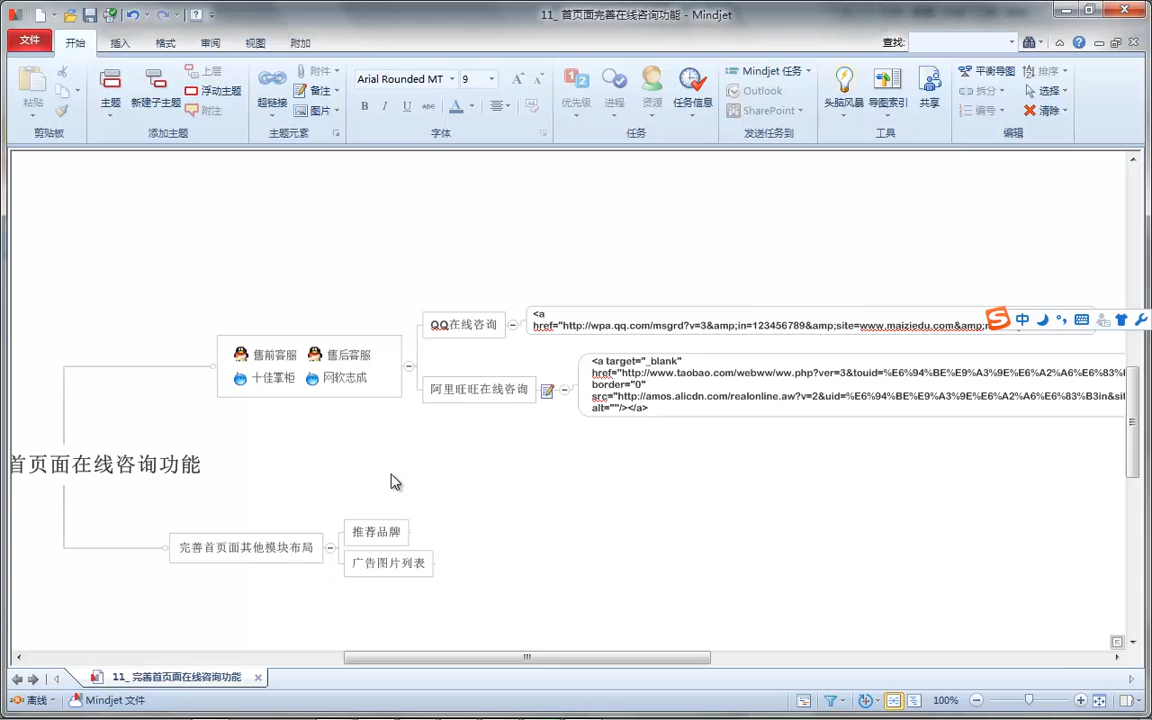 11_ 首页面完善在线咨询功能 - Mindjet
文件 开始 插入 格式 审阅 视图 附加 查找:
粘贴 主题 新建子主题 上层 浮动主题 附注 超链接 附件 备注 图片 Arial Rounded MT 9 B I U abc A 优先级 进程 资源 任务信息 Mindjet 任务 Outlook SharePoint 头脑风暴 导图索引 共享 平衡导图 拆分 编号 排序 选择 清除
剪贴板 添加主题 主题元素 字体 任务 发送任务到 工具 编辑
QQ在线咨询
<a
href="http://wpa.qq.com/msgrd?v=3&amp;in=123456789&amp;site=www.maiziedu.com&amp;
中
售前客服 售后客服
十佳掌柜 网软志成
阿里旺旺在线咨询
<a target="_blank"
href="http://www.taobao.com/webww/ww.php?ver=3&touid=%E6%94%BE%E9%A3%9E%E6%A2%A6%E6%83%
border="0"
src="http://amos.alicdn.com/realonline.aw?v=2&uid=%E6%94%BE%E9%A3%9E%E6%A2%A6%E6%83%B3in&si
alt=""/></a>
首页面在线咨询功能
完善首页面其他模块布局
推荐品牌
广告图片列表
11_ 完善首页面在线咨询功能
离线 Mindjet 文件 100%